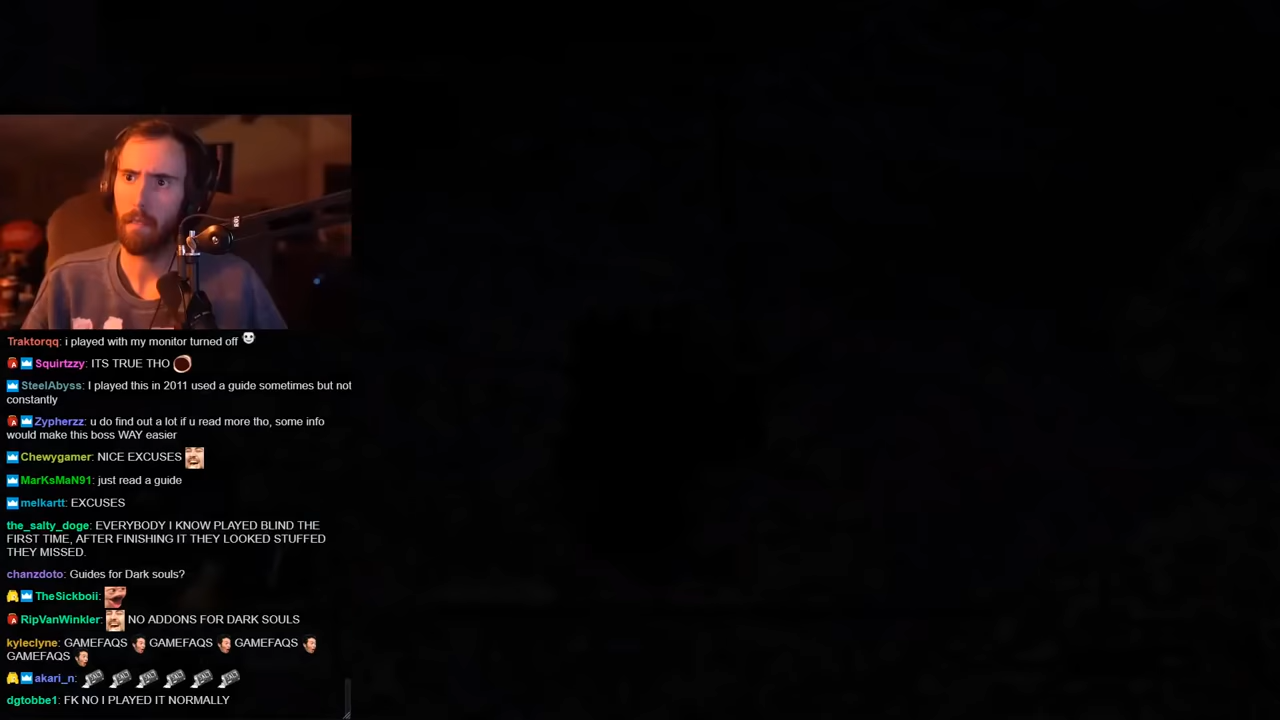 Traktorqq: i played with my monitor turned off
Squirtzzy: ITS TRUE THO
SteelAbyss: I played this in 2011 used a guide sometimes but not
constantly
Zypherzz: u do find out a lot if u read more tho, some info
would make this boss WAY easier
Chewygamer: NICE EXCUSES
MarKsMaN91: just read a guide
melkartt: EXCUSES
the_salty_doge: EVERYBODY I KNOW PLAYED BLIND THE
FIRST TIME, AFTER FINISHING IT THEY LOOKED STUFFED
THEY MISSED.
chanzdoto: Guides for Dark souls?
TheSickboii:
RipVanWinkler: NO ADDONS FOR DARK SOULS
kyleclyne: GAMEFAQS GAMEFAQS GAMEFAQS
GAMEFAQS
akari_n:
dgtobbe1: FK NO I PLAYED IT NORMALLY